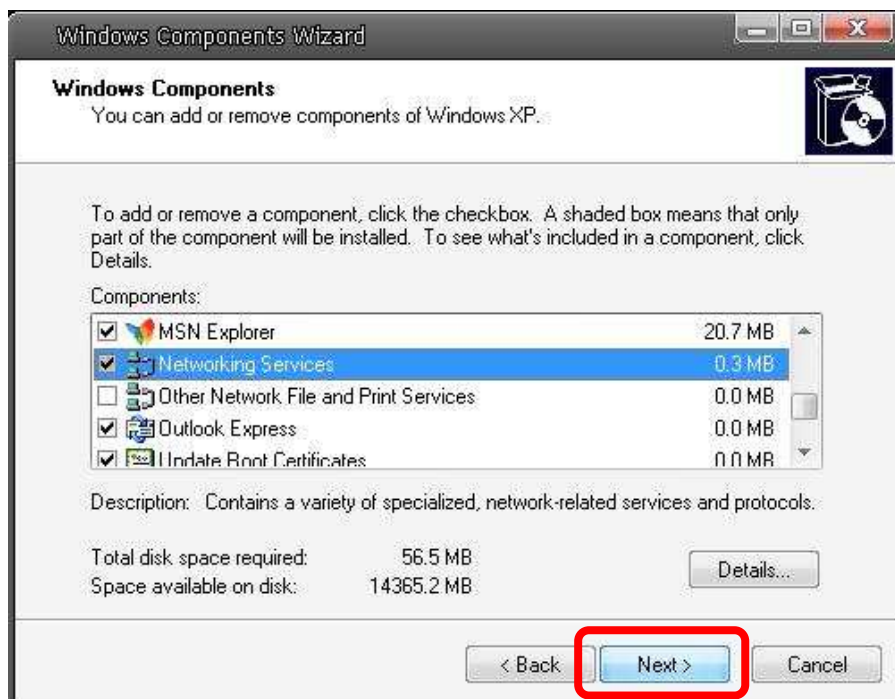 Windows Components Wizard
Windows Components
You can add or remove components of Windows XP.
To add or remove a component, click the checkbox. A shaded box means that only
part of the component will be installed. To see what's included in a component, click
Details.
Components:
MSN Explorer 20.7 MB
Networking Services 0.3 MB
Other Network File and Print Services 0.0 MB
Outlook Express 0.0 MB
Update Root Certificates 0.0 MB
Description: Contains a variety of specialized, network-related services and protocols.
Total disk space required: 56.5 MB
Space available on disk: 14365.2 MB
Details...
< Back Next > Cancel